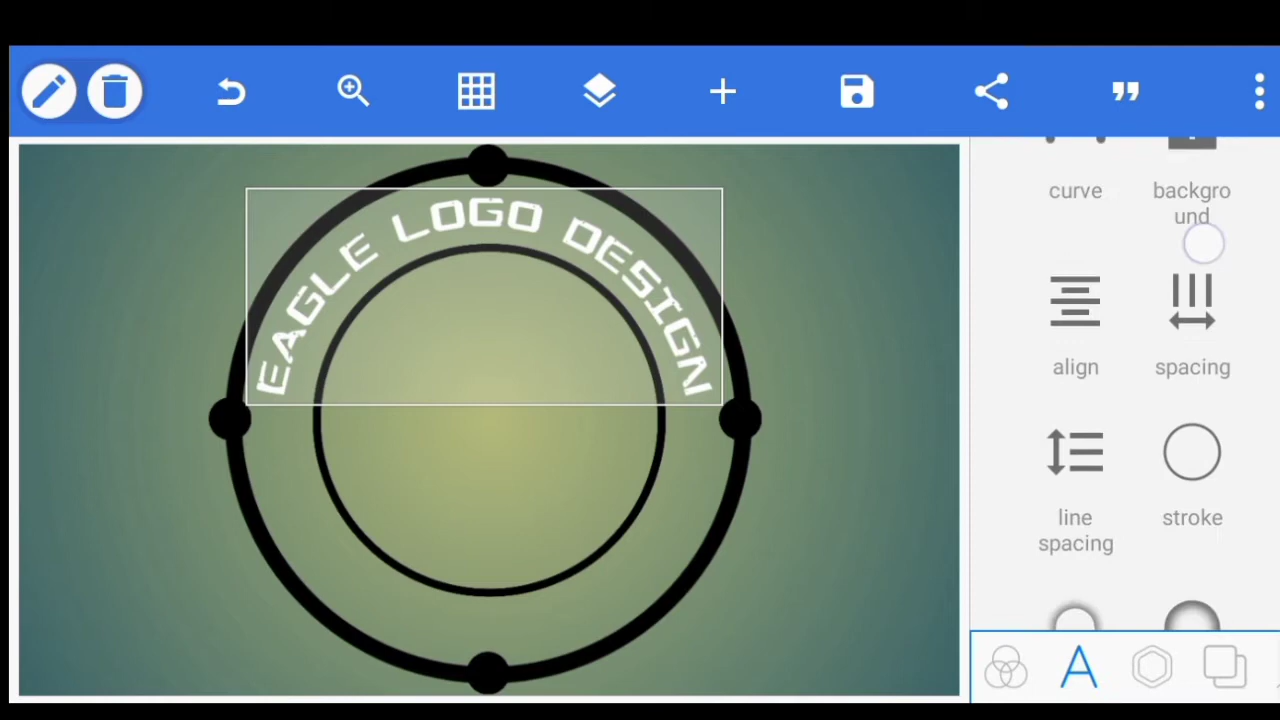 EAGLE LOGO DESIGN
curve
backgro
und
align
spacing
line
spacing
stroke